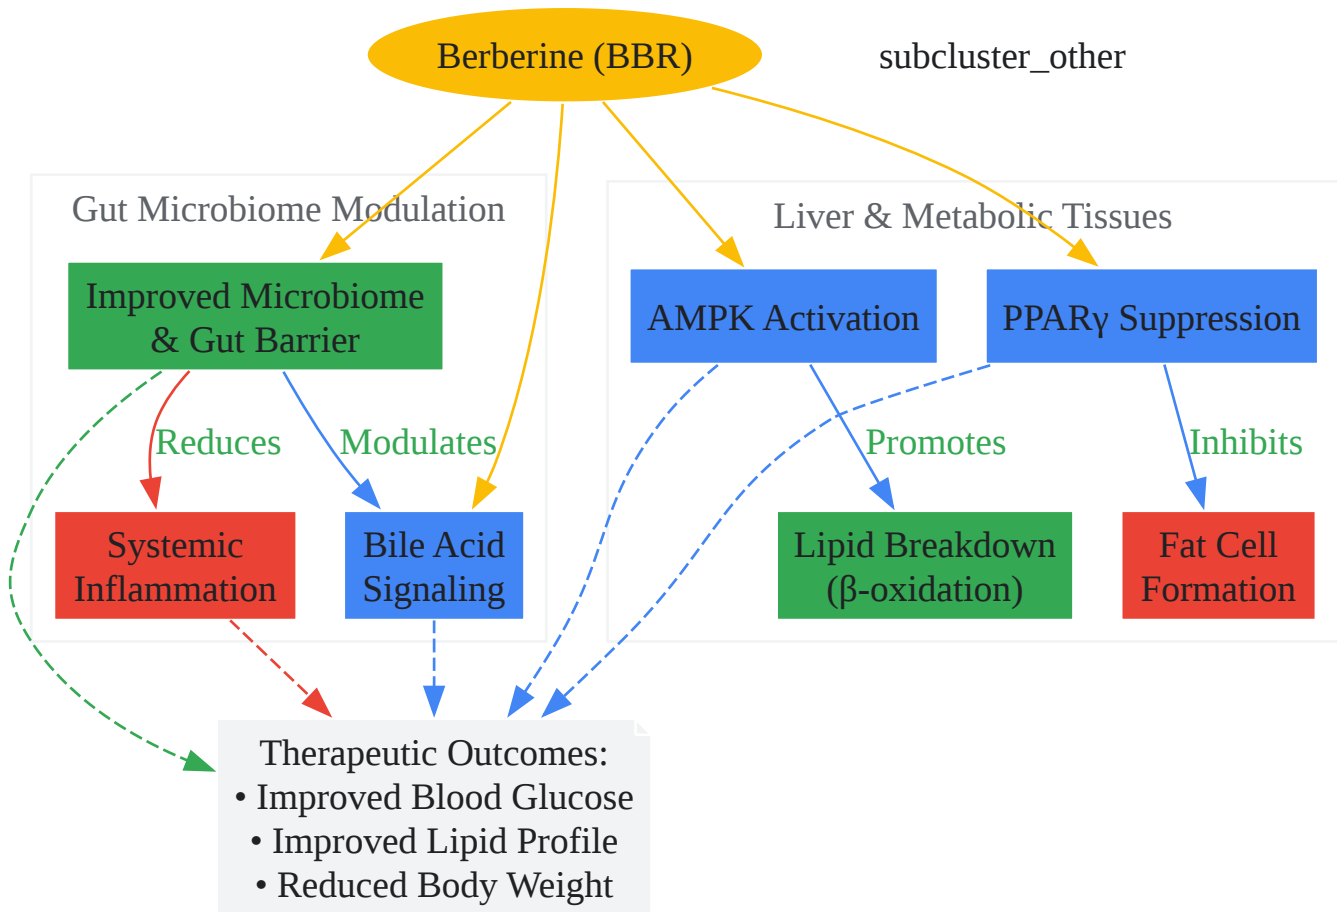 Berberine (BBR)
subcluster_other
Gut Microbiome Modulation
Liver & Metabolic Tissues
Improved Microbiome
& Gut Barrier
AMPK Activation
PPARγ Suppression
Reduces
Modulates
Promotes
Inhibits
Systemic
Inflammation
Bile Acid
Signaling
Lipid Breakdown
(β-oxidation)
Fat Cell
Formation
Therapeutic Outcomes:
• Improved Blood Glucose
• Improved Lipid Profile
• Reduced Body Weight